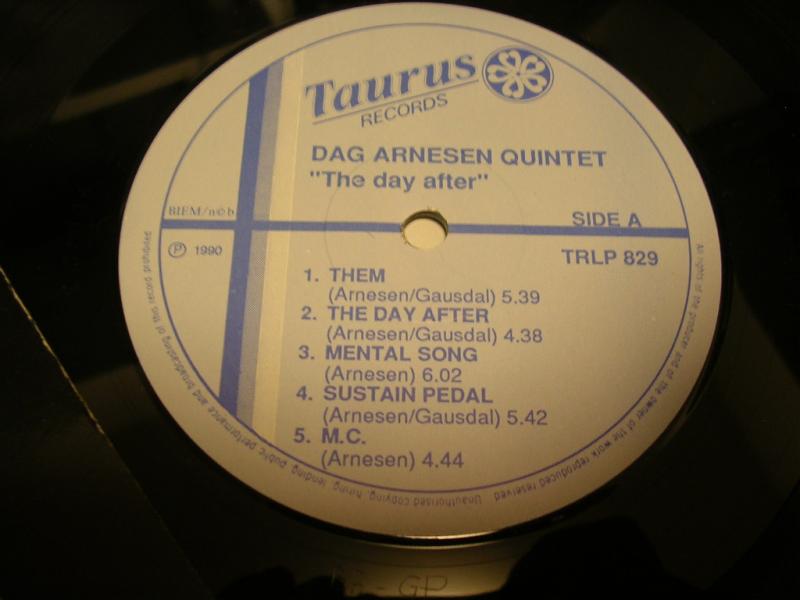 Taurus
RECORDS
DAG ARNESEN QUINTET
"The day after"
BIEM/n©b
SIDE A
℗ 1990
TRLP 829
1. THEM
(Arnesen/Gausdal) 5.39
2. THE DAY AFTER
(Arnesen/Gausdal) 4.38
3. MENTAL SONG
(Arnesen) 6.02
4. SUSTAIN PEDAL
(Arnesen/Gausdal) 5.42
5. M.C.
(Arnesen) 4.44
All rights of the producer and of the owner of the work reproduced reserved Unauthorised copying, hiring, lending, public performance and broadcasting of this record prohibited
GP